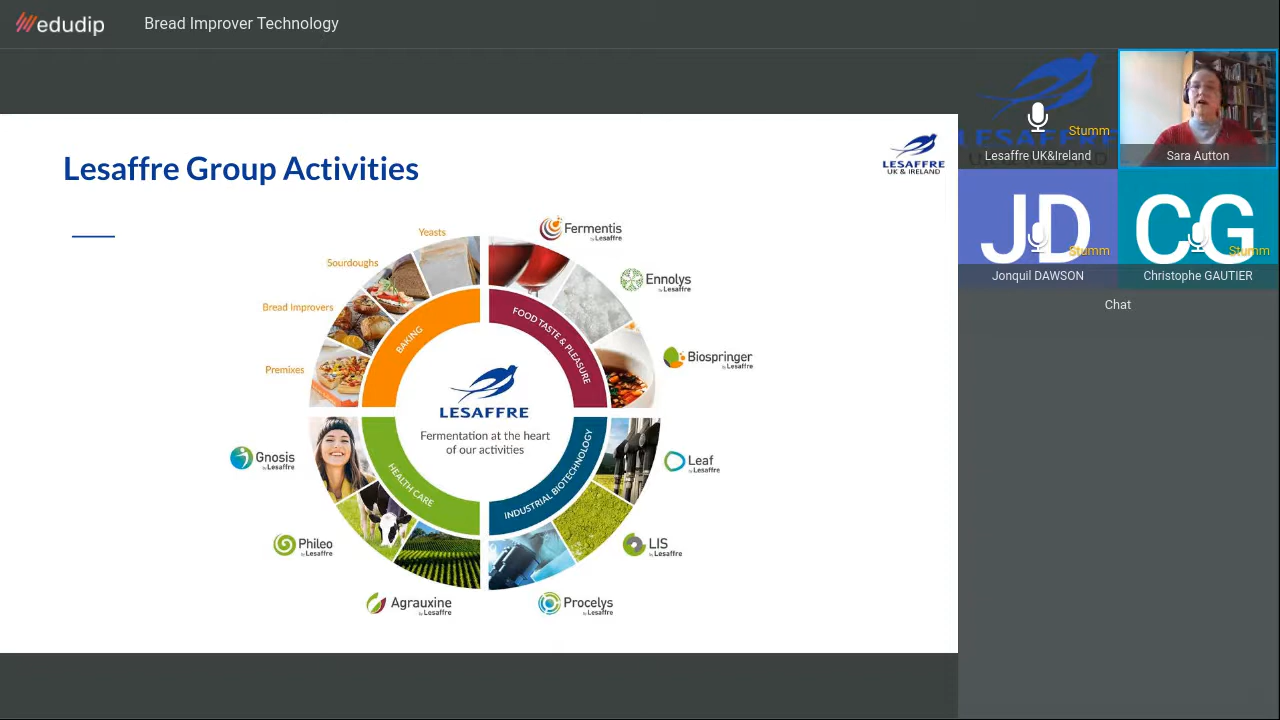 edudip
Bread Improver Technology
Lesaffre Group Activities
LESAFFRE
UK & IRELAND
Yeasts
Sourdoughs
Bread Improvers
Premixes
BAKING
Fermentis
by Lesaffre
Ennolys
by Lesaffre
Biospringer
by Lesaffre
FOOD TASTE & PLEASURE
LESAFFRE
Fermentation at the heart
of our activities
Gnosis
by Lesaffre
Phileo
by Lesaffre
Agrauxine
by Lesaffre
HEALTH CARE
INDUSTRIAL BIOTECHNOLOGY
Leaf
by Lesaffre
LIS
by Lesaffre
Procelys
by Lesaffre
LESAFFRE
Stumm
Lesaffre UK&Ireland
Sara Autton
JD
Stumm
Jonquil DAWSON
CG
Stumm
Christophe GAUTIER
Chat